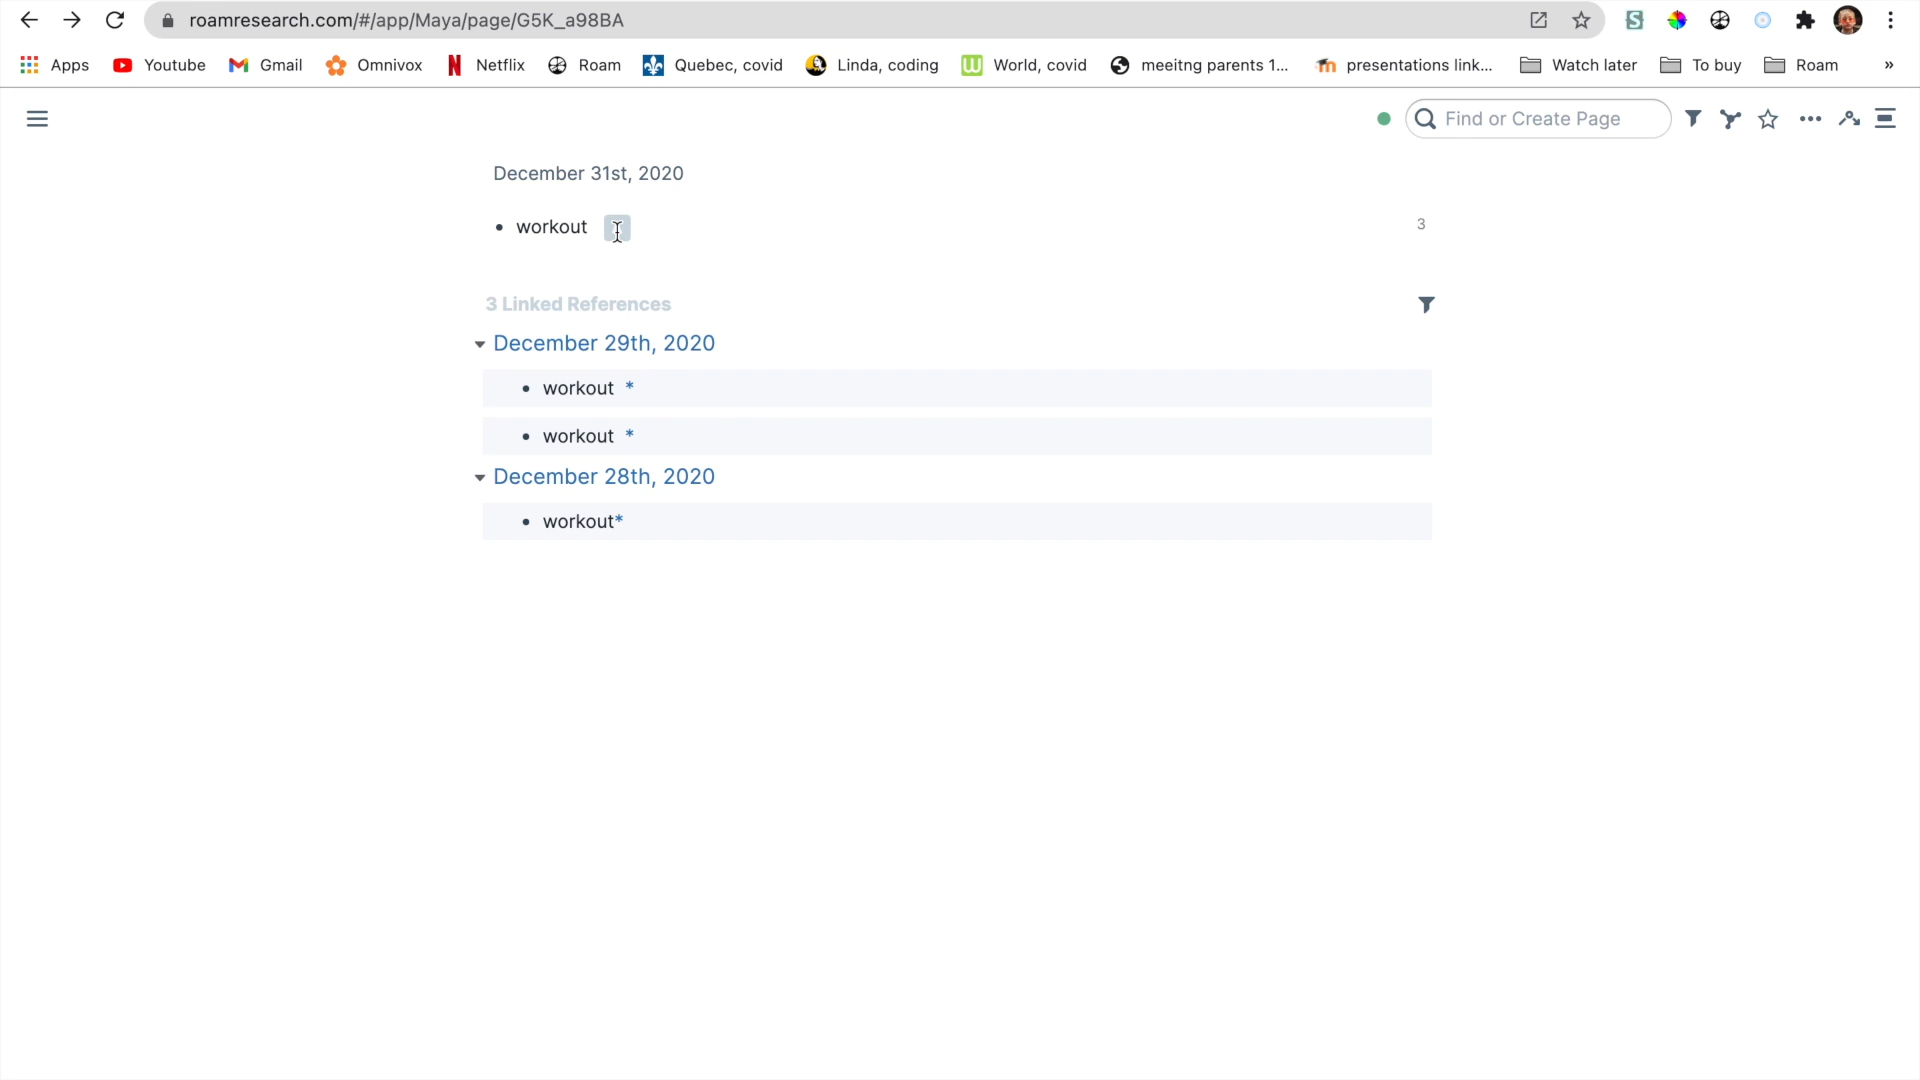 roamresearch.com/#/app/Maya/page/G5K_a98BA
Apps Youtube Gmail Omnivox Netflix Roam Quebec, covid Linda, coding World, covid meeitng parents 1... presentations link... Watch later To buy Roam »
Find or Create Page
December 31st, 2020
workout 3
3 Linked References
December 29th, 2020
workout *
workout *
December 28th, 2020
workout*